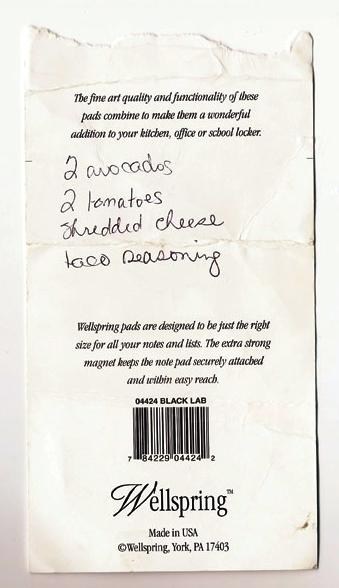 The fine art quality and functionality of these
pads combine to make them a wonderful
addition to your kitchen, office or school locker.
2 avocados
2 tomatoes
shredded cheese
taco seasoning
Wellspring pads are designed to be just the right
size for all your notes and lists. The extra strong
magnet keeps the note pad securely attached
and within easy reach.
04424 BLACK LAB
7 84229 04424 2
Wellspring™
Made in USA
©Wellspring, York, PA 17403